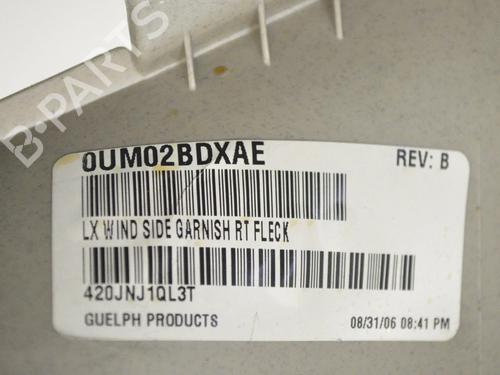 B-PARTS
0UM02BDXAE REV: B
LX WIND SIDE GARNISH RT FLECK
420JNJ1QL3T
GUELPH PRODUCTS 08/31/06 08:41 PM